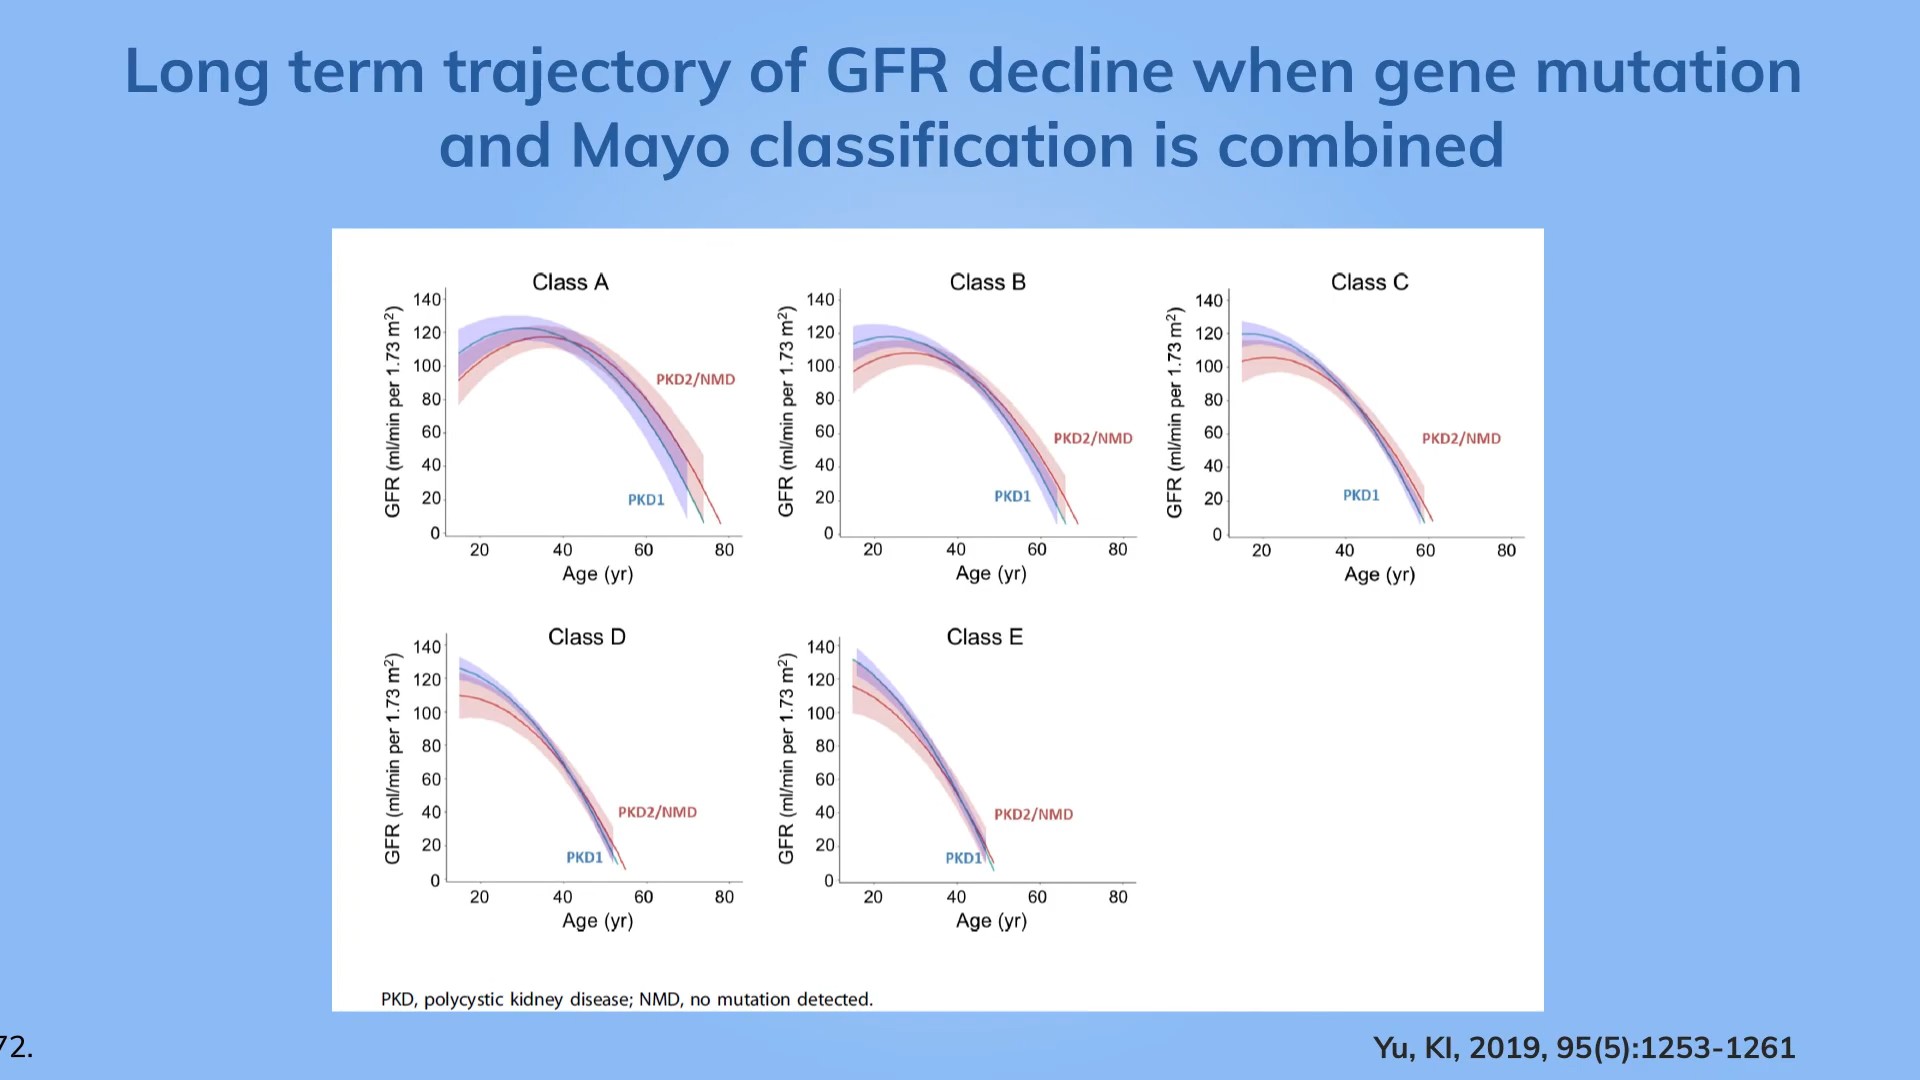 Long term trajectory of GFR decline when gene mutation
and Mayo classification is combined
Class A
GFR (ml/min per 1.73 m²)
140
120
100
80
60
40
20
0
PKD2/NMD
PKD1
20 40 60 80
Age (yr)
Class B
GFR (ml/min per 1.73 m²)
140
120
100
80
60
40
20
0
PKD2/NMD
PKD1
20 40 60 80
Age (yr)
Class C
GFR (ml/min per 1.73 m²)
140
120
100
80
60
40
20
0
PKD2/NMD
PKD1
20 40 60 80
Age (yr)
Class D
GFR (ml/min per 1.73 m²)
140
120
100
80
60
40
20
0
PKD2/NMD
PKD1
20 40 60 80
Age (yr)
Class E
GFR (ml/min per 1.73 m²)
140
120
100
80
60
40
20
0
PKD2/NMD
PKD1
20 40 60 80
Age (yr)
PKD, polycystic kidney disease; NMD, no mutation detected.
72.
Yu, KI, 2019, 95(5):1253-1261